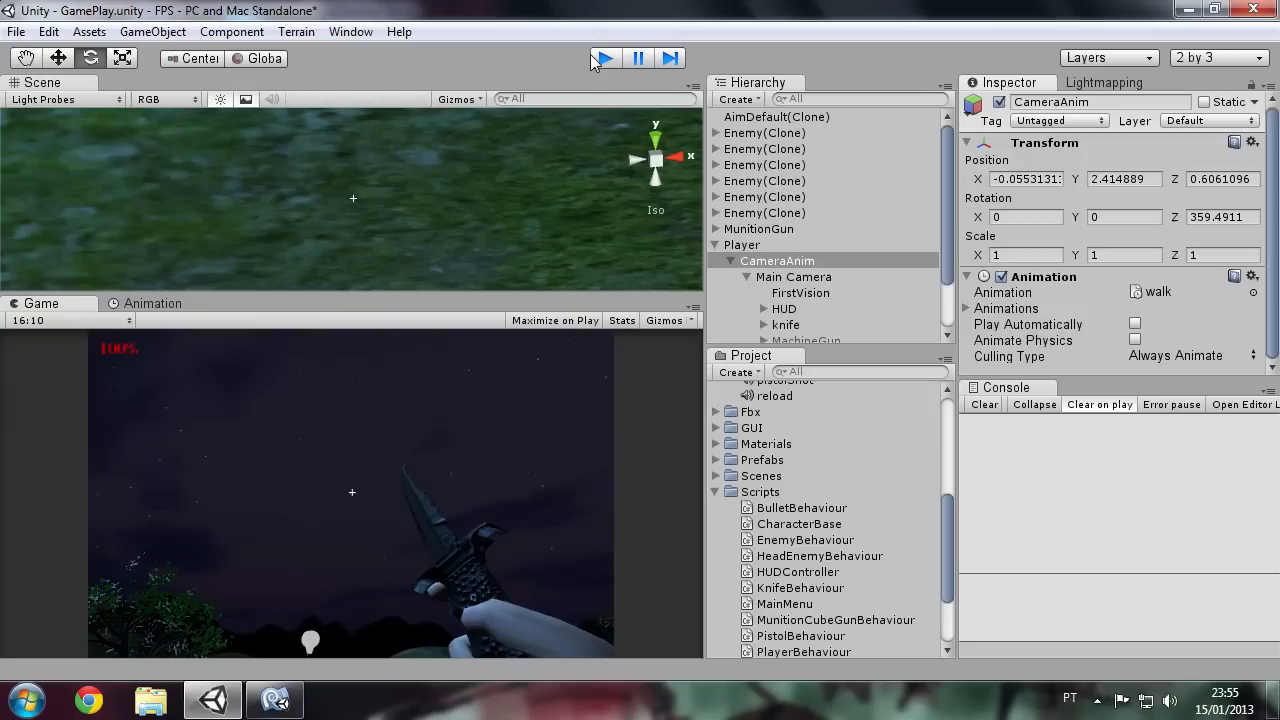 Unity - GamePlay.unity - FPS - PC and Mac Standalone*
File Edit Assets GameObject Component Terrain Window Help
Center Globa
Layers 2 by 3
Scene
Light Probes RGB Gizmos All
y
x
Iso
Game Animation
16:10 Maximize on Play Stats Gizmos
100%
Hierarchy
Create All
AimDefault(Clone)
Enemy(Clone)
Enemy(Clone)
Enemy(Clone)
Enemy(Clone)
Enemy(Clone)
Enemy(Clone)
MunitionGun
Player
CameraAnim
Main Camera
FirstVision
HUD
knife
MachineGun
Project
Create All
pistolShot
reload
Fbx
GUI
Materials
Prefabs
Scenes
Scripts
BulletBehaviour
CharacterBase
EnemyBehaviour
HeadEnemyBehaviour
HUDController
KnifeBehaviour
MainMenu
MunitionCubeGunBehaviour
PistolBehaviour
PlayerBehaviour
Inspector Lightmapping
CameraAnim Static
Tag Untagged Layer Default
Transform
Position
X -0.0553131 Y 2.414889 Z 0.6061096
Rotation
X 0 Y 0 Z 359.4911
Scale
X 1 Y 1 Z 1
Animation
Animation walk
Animations
Play Automatically
Animate Physics
Culling Type Always Animate
Console
Clear Collapse Clear on play Error pause Open Editor L
PT 23:55
15/01/2013